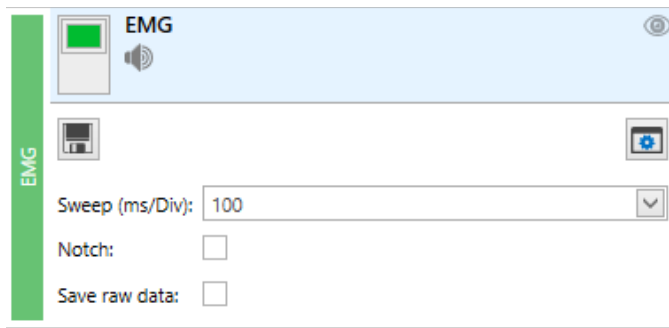 EMG
EMG
Sweep (ms/Div): 100
Notch:
Save raw data: